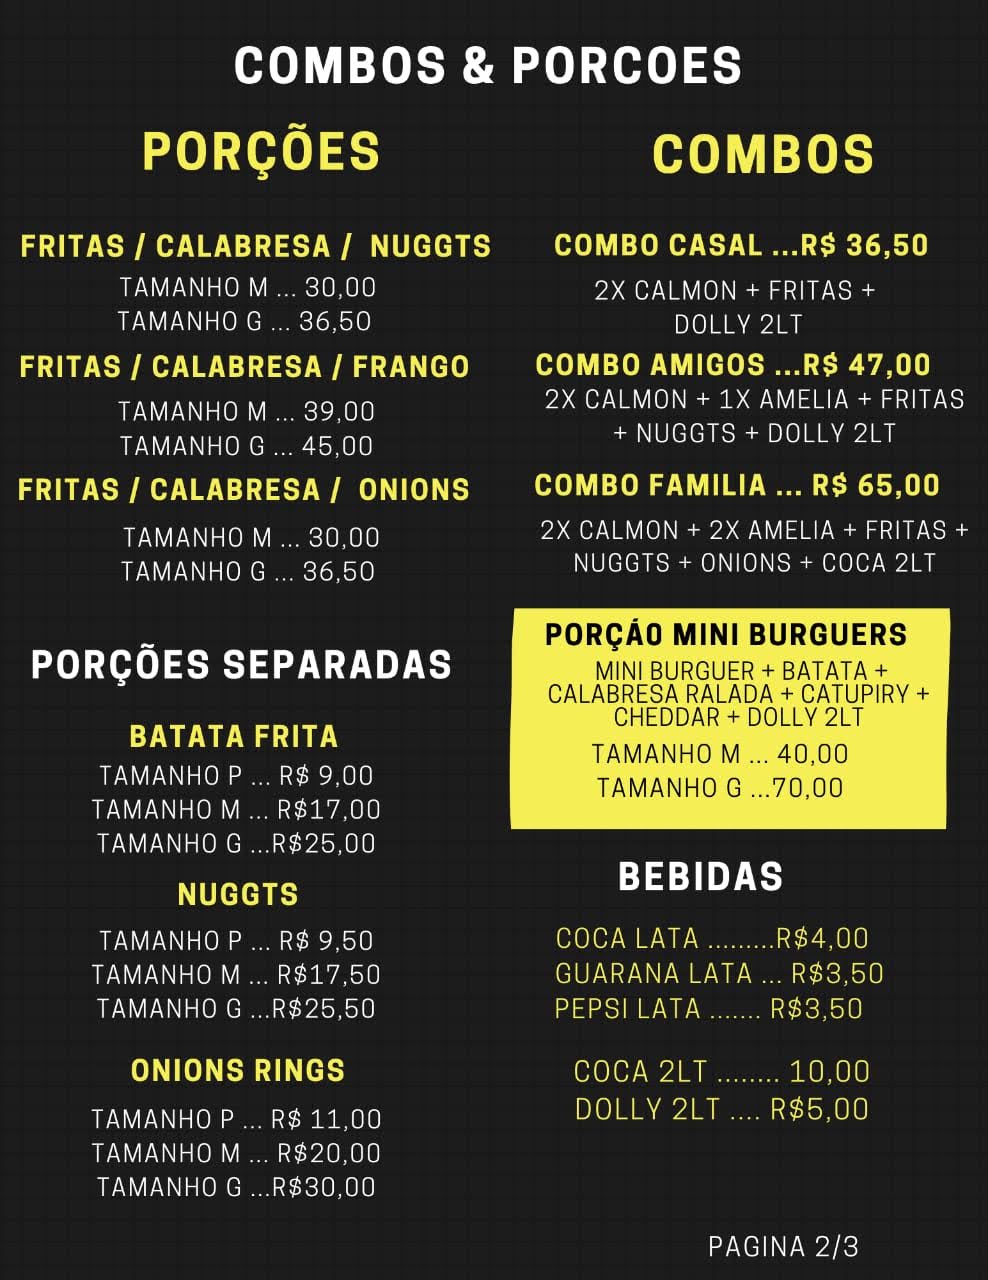 COMBOS & PORCOES
PORÇÕES
FRITAS / CALABRESA / NUGGTS
TAMANHO M ... 30,00
TAMANHO G ... 36,50
FRITAS / CALABRESA / FRANGO
TAMANHO M ... 39,00
TAMANHO G ... 45,00
FRITAS / CALABRESA / ONIONS
TAMANHO M ... 30,00
TAMANHO G ... 36,50
PORÇÕES SEPARADAS
BATATA FRITA
TAMANHO P ... R$ 9,00
TAMANHO M ... R$17,00
TAMANHO G ...R$25,00
NUGGTS
TAMANHO P ... R$ 9,50
TAMANHO M ... R$17,50
TAMANHO G ...R$25,50
ONIONS RINGS
TAMANHO P ... R$ 11,00
TAMANHO M ... R$20,00
TAMANHO G ...R$30,00
COMBOS
COMBO CASAL ...R$ 36,50
2X CALMON + FRITAS +
DOLLY 2LT
COMBO AMIGOS ...R$ 47,00
2X CALMON + 1X AMELIA + FRITAS
+ NUGGTS + DOLLY 2LT
COMBO FAMILIA ... R$ 65,00
2X CALMON + 2X AMELIA + FRITAS +
NUGGTS + ONIONS + COCA 2LT
PORÇÁO MINI BURGUERS
MINI BURGUER + BATATA +
CALABRESA RALADA + CATUPIRY +
CHEDDAR + DOLLY 2LT
TAMANHO M ... 40,00
TAMANHO G ...70,00
BEBIDAS
COCA LATA .........R$4,00
GUARANA LATA ... R$3,50
PEPSI LATA ....... R$3,50
COCA 2LT ........ 10,00
DOLLY 2LT .... R$5,00
PAGINA 2/3